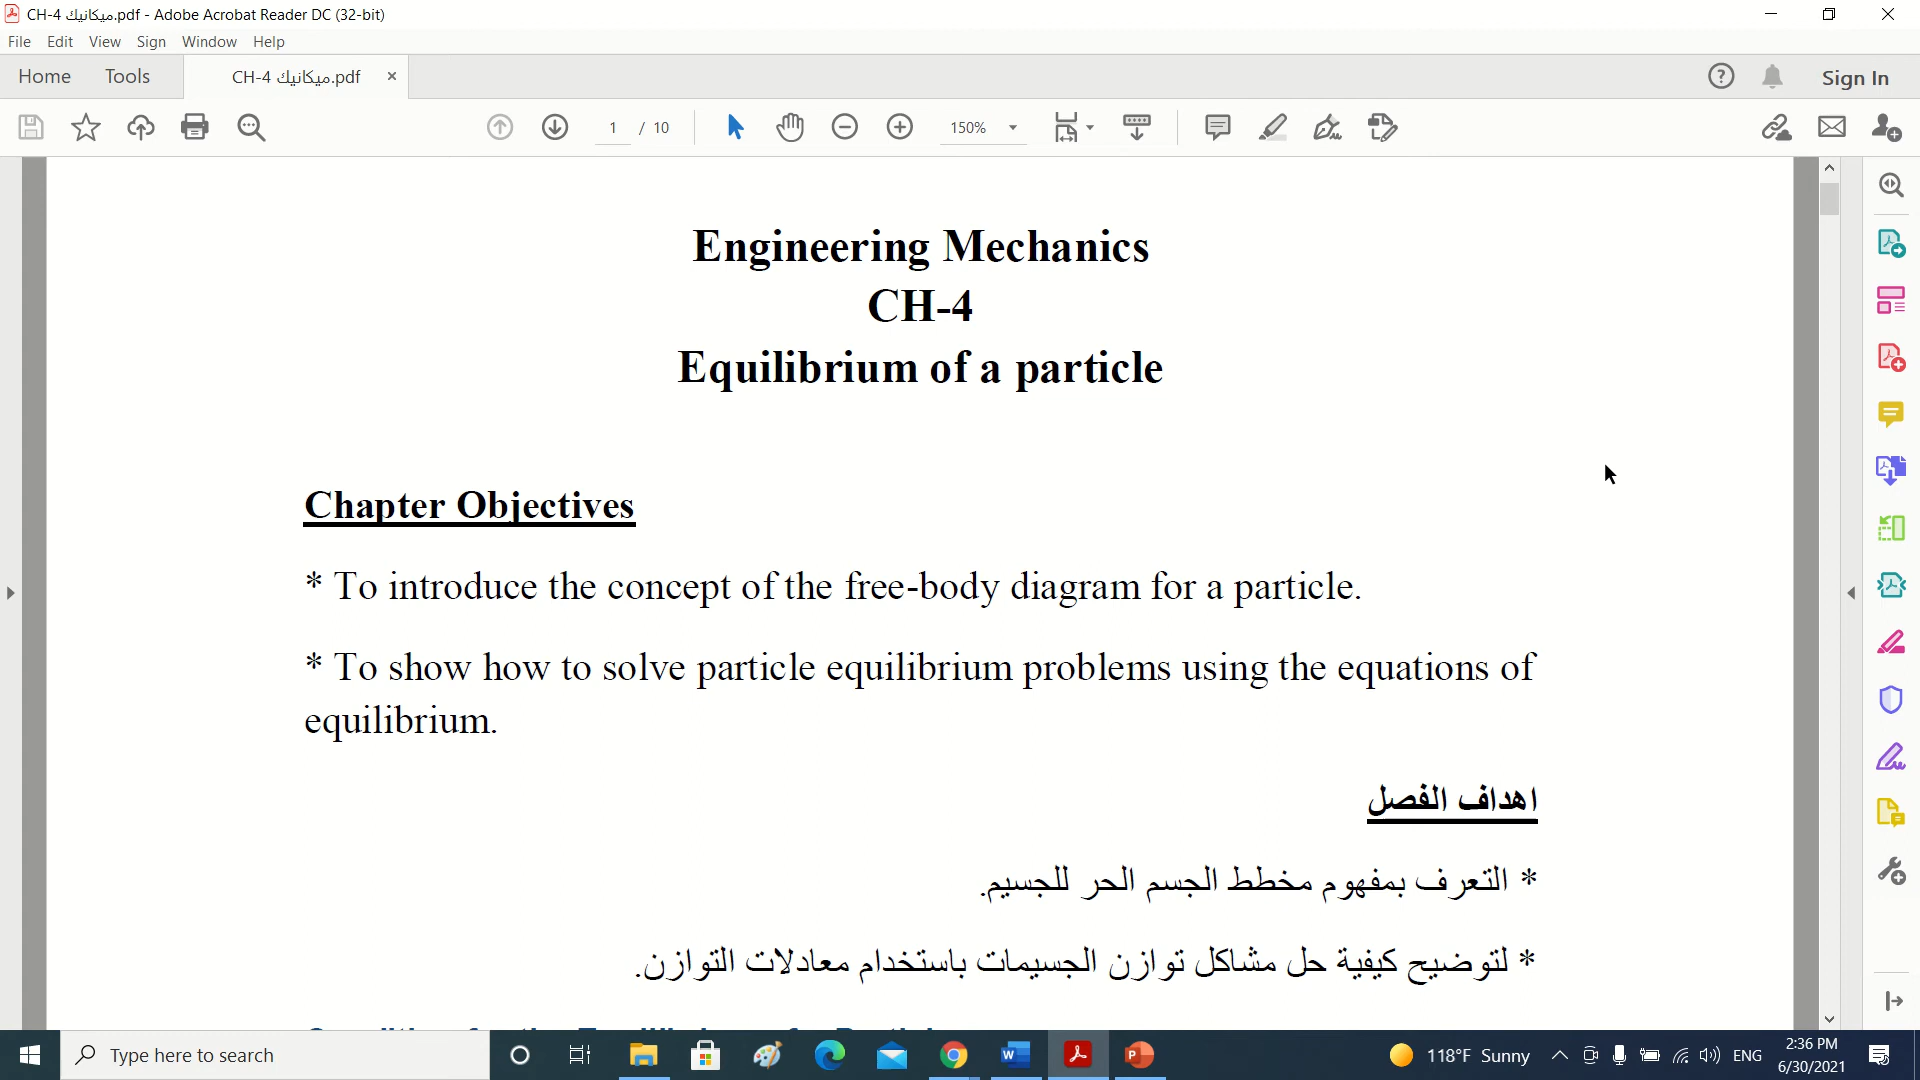 CH-4 ميكانيك.pdf - Adobe Acrobat Reader DC (32-bit)
File Edit View Sign Window Help
Home Tools CH-4 ميكانيك.pdf × Sign In
1 / 10 150%
Engineering Mechanics
CH-4
Equilibrium of a particle
Chapter Objectives
* To introduce the concept of the free-body diagram for a particle.
* To show how to solve particle equilibrium problems using the equations of
equilibrium.
اهداف الفصل
* التعرف بمفهوم مخطط الجسم الحر للجسيم.
* لتوضيح كيفية حل مشاكل توازن الجسيمات باستخدام معادلات التوازن.
Type here to search
118°F Sunny
ENG
2:36 PM
6/30/2021